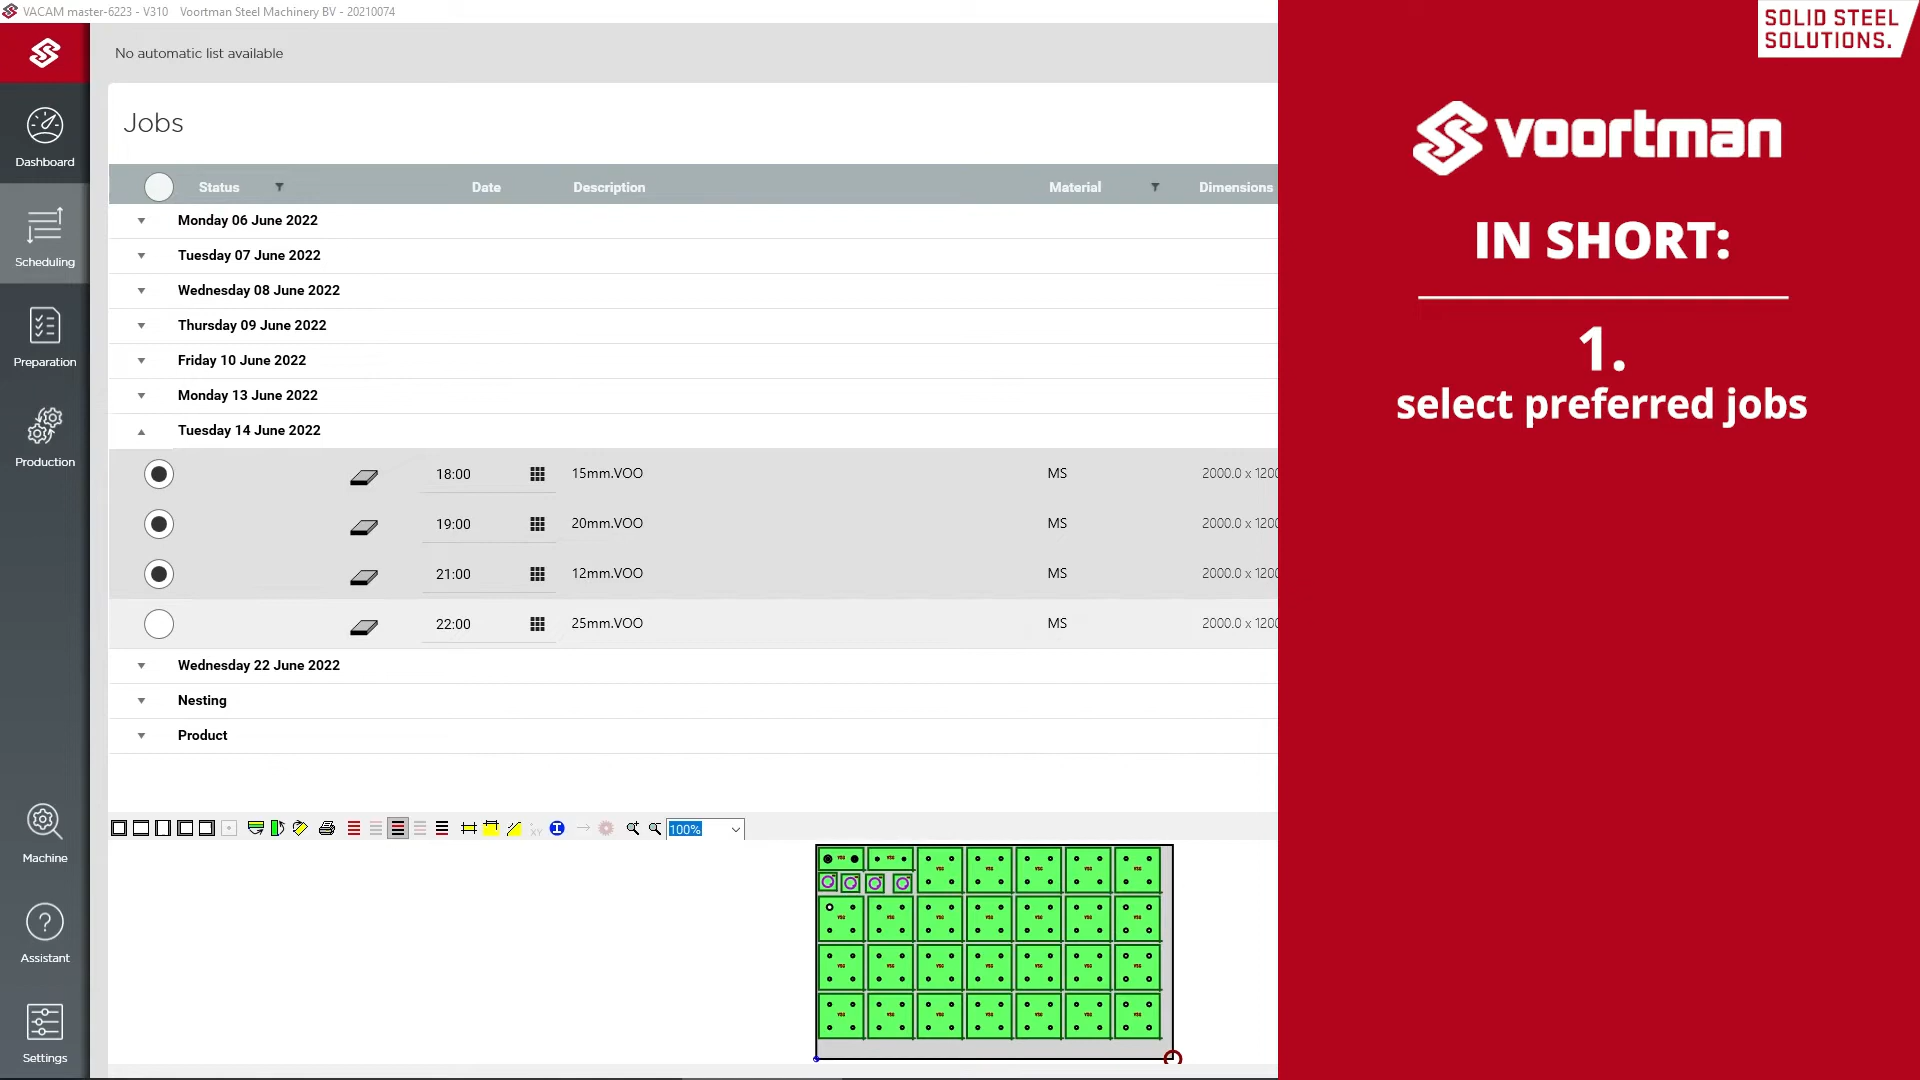 VACAM master-6223 - V310 Voortman Steel Machinery BV - 20210074
SOLID STEEL
SOLUTIONS.
No automatic list available
Jobs
voortman
IN SHORT:
1.
select preferred jobs
Dashboard
Scheduling
Preparation
Production
Machine
Assistant
Settings
Status Date Description Material Dimensions
Monday 06 June 2022
Tuesday 07 June 2022
Wednesday 08 June 2022
Thursday 09 June 2022
Friday 10 June 2022
Monday 13 June 2022
Tuesday 14 June 2022
18:00 15mm.VOO MS 2000.0 x 1200
19:00 20mm.VOO MS 2000.0 x 1200
21:00 12mm.VOO MS 2000.0 x 1200
22:00 25mm.VOO MS 2000.0 x 1200
Wednesday 22 June 2022
Nesting
Product
XY
100%